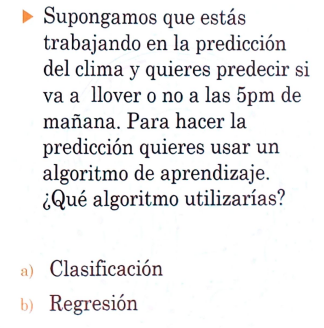 Supongamos que estás
trabajando en la predicción
del clima y quieres predecir si
va a llover o no a las 5pm de
mañana. Para hacer la
predicción quieres usar un
algoritmo de aprendizaje.
¿Qué algoritmo utilizarías?
a) Clasificación
b) Regresión